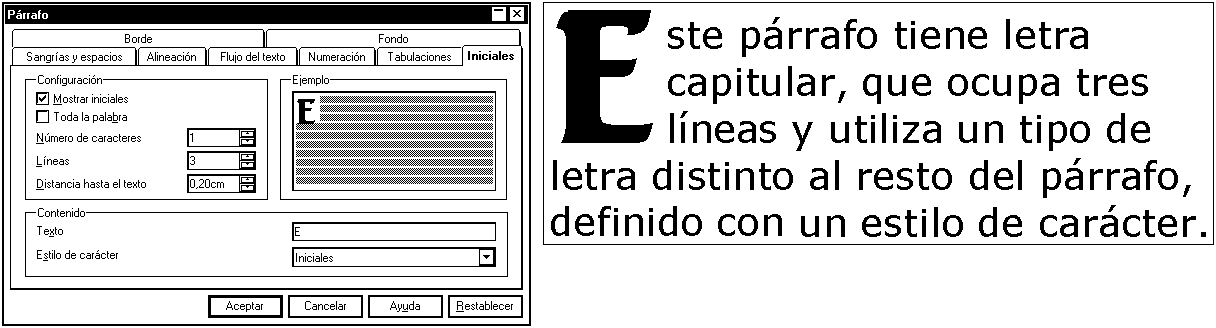 Párrafo
Borde Fondo
Sangrías y espacios Alineación Flujo del texto Numeración Tabulaciones Iniciales
Configuración
Mostrar iniciales
Toda la palabra
Número de caracteres 1
Líneas 3
Distancia hasta el texto 0,20cm
Ejemplo
E
Contenido
Texto E
Estilo de carácter Iniciales
Aceptar Cancelar Ayuda Restablecer
Este párrafo tiene letra
capitular, que ocupa tres
líneas y utiliza un tipo de
letra distinto al resto del párrafo,
definido con un estilo de carácter.